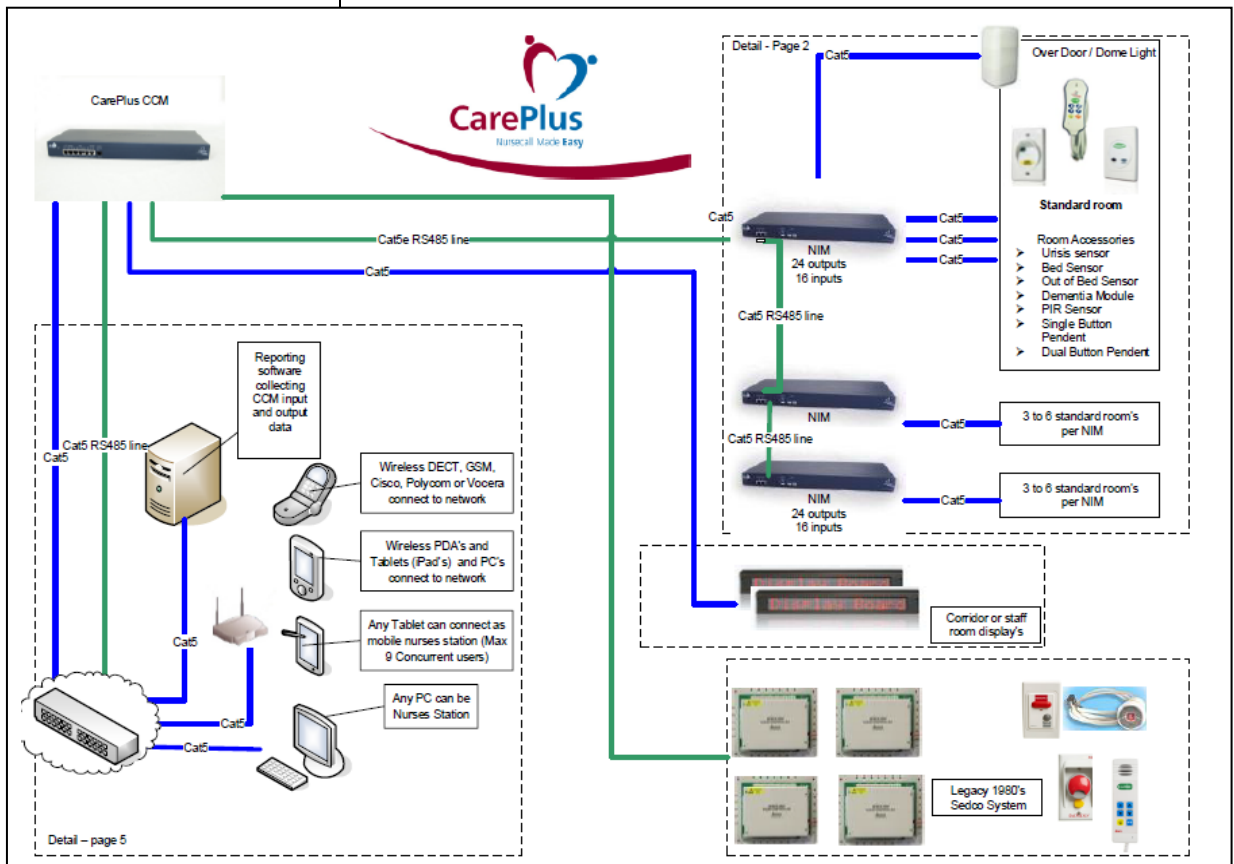 Detail - Page 2
Cat5
Over Door / Dome Light
CarePlus CCM
CarePlus
Nursecall Made Easy
Standard room
Cat5
Cat5
Cat5
Cat5
Cat5e RS485 line
NIM
24 outputs
16 inputs
Room Accessories
➢ Urisis sensor
➢ Bed Sensor
➢ Out of Bed Sensor
➢ Dementia Module
➢ PIR Sensor
➢ Single Button
Pendent
➢ Dual Button Pendent
Cat5
Cat5 RS485 line
Reporting
software
collecting
CCM input
and output
data
NIM
Cat5
3 to 6 standard room's
per NIM
Cat5 RS485 line
Cat5 RS485 line
Cat5
Wireless DECT, GSM,
Cisco, Polycom or Vocera
connect to network
NIM
24 outputs
16 inputs
Cat5
3 to 6 standard room's
per NIM
Wireless PDA's and
Tablets (iPad's) and PC's
connect to network
Display Board
Display Board
Corridor or staff
room display's
Any Tablet can connect as
mobile nurses station (Max
9 Concurrent users)
Cat5
Any PC can be
Nurses Station
Cat5
Cat5
Legacy 1980's
Sedco System
Detail – page 5